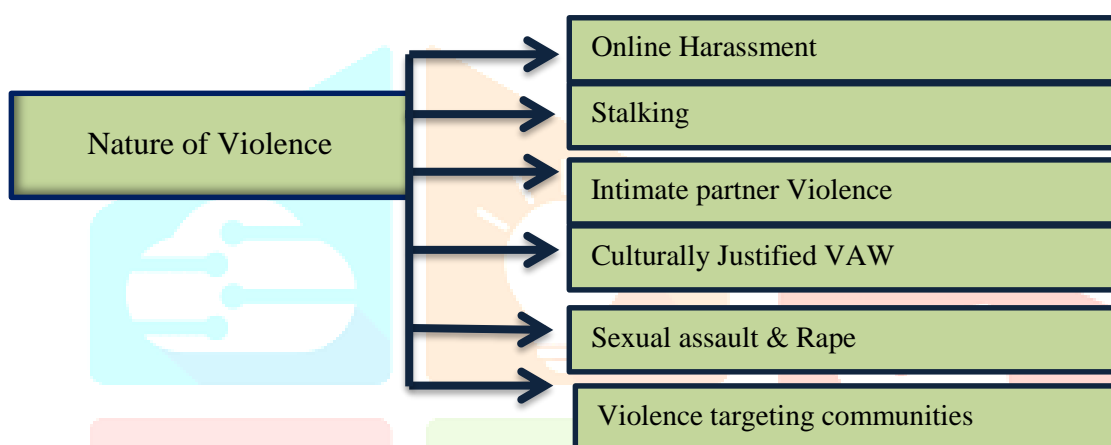 Nature of Violence
Online Harassment
Stalking
Intimate partner Violence
Culturally Justified VAW
Sexual assault & Rape
Violence targeting communities